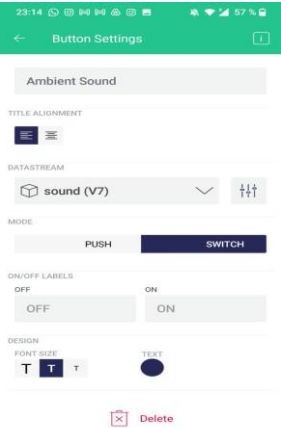 23:14 57 %
Button Settings
Ambient Sound
TITLE ALIGNMENT
DATASTREAM
sound (V7)
MODE
PUSH SWITCH
ON/OFF LABELS
OFF ON
OFF ON
DESIGN
FONT SIZE TEXT
T T T
Delete